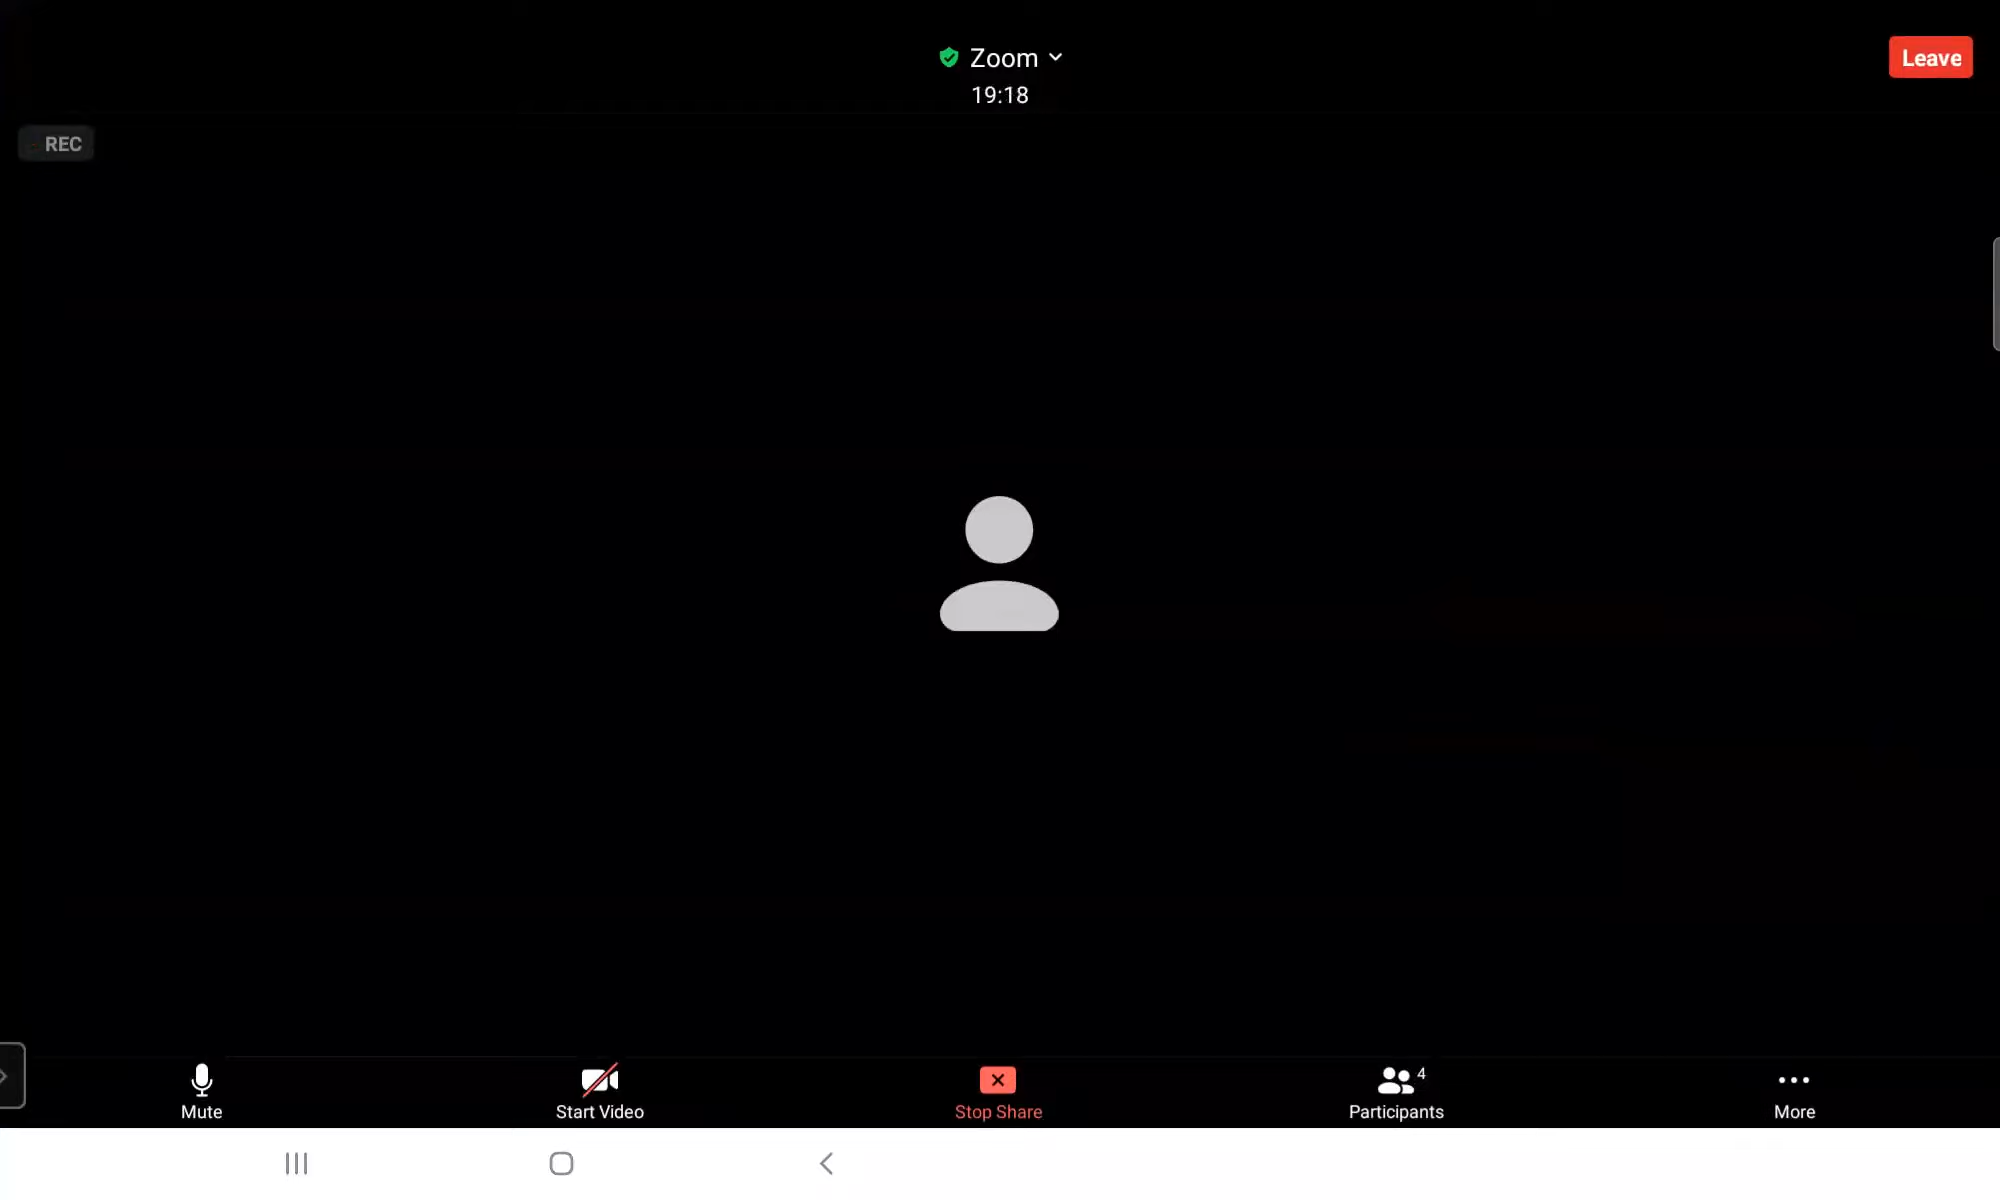 Zoom
19:18
Leave
REC
Mute
Start Video
Stop Share
Participants
4
More